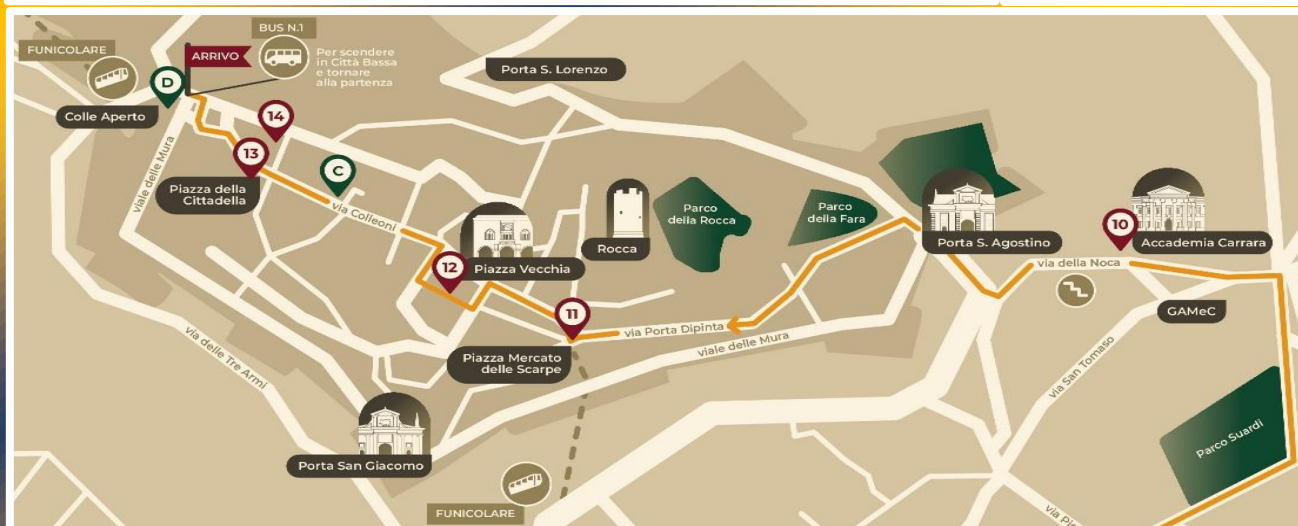 BUS N.1
FUNICOLARE
ARRIVO
Per scendere
in Città Bassa
e tornare
alla partenza
Porta S. Lorenzo
D
Colle Aperto
14
13
C
Piazza della
Cittadella
viale delle Mura
via Colleoni
Parco
della Rocca
Parco
della Fara
Rocca
Porta S. Agostino
10
Accademia Carrara
12
Piazza Vecchia
via della Noca
11
GAMeC
via Porta Dipinta
viale delle Mura
Piazza Mercato
delle Scarpe
via delle Tre Armi
via San Tomaso
Parco Suardi
Porta San Giacomo
FUNICOLARE